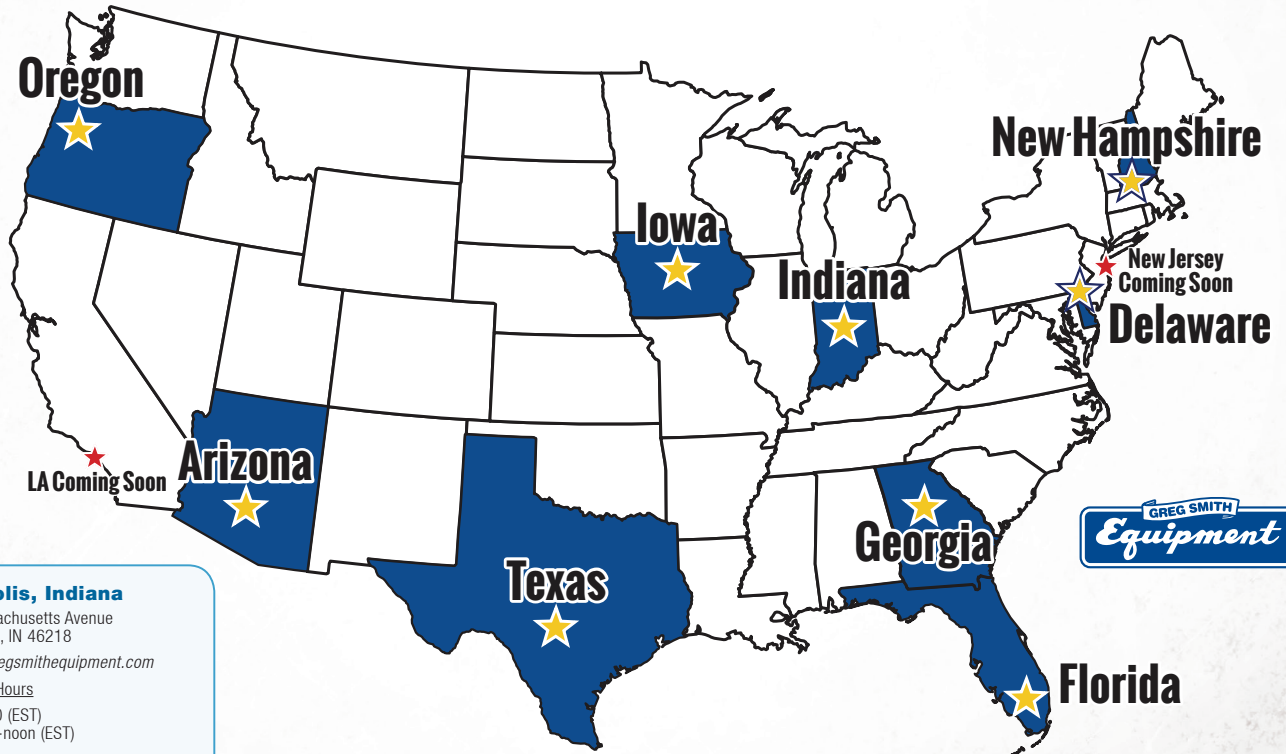 Oregon
New Hampshire
Iowa
Indiana
New Jersey
Coming Soon
Delaware
Arizona
LA Coming Soon
GREG SMITH
Equipment
Georgia
Texas
Florida
olis, Indiana
achusetts Avenue
, IN 46218
egsmithequipment.com
Hours
(EST)
-noon (EST)